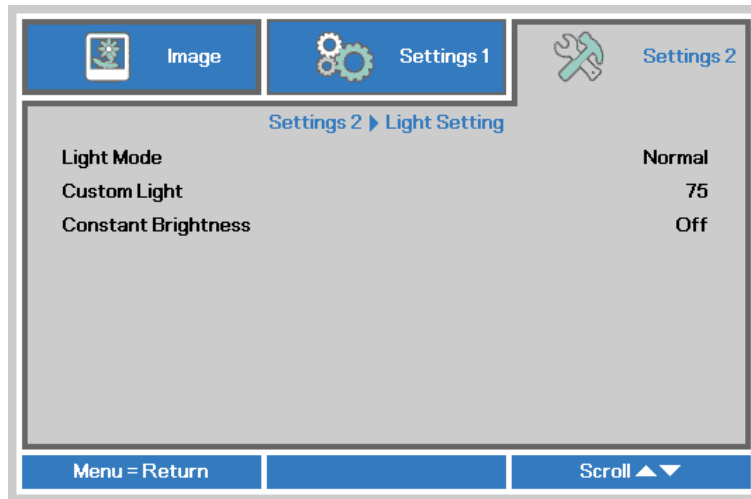 Image
Settings 1
Settings 2
Settings 2 ▶ Light Setting
Light Mode Normal
Custom Light 75
Constant Brightness Off
Menu = Return
Scroll ▲▼